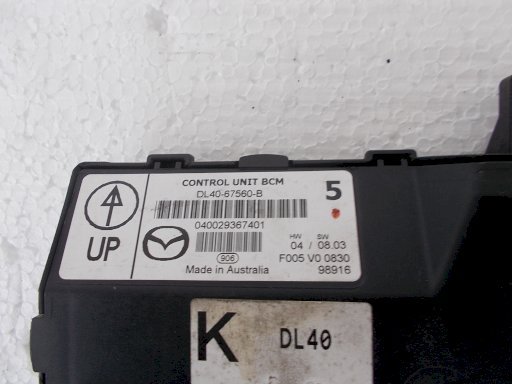 CONTROL UNIT BCM
DL40-67560-B
5
040029367401
UP
HW SW
04 / 08.03
906
F005 V0 0830
Made in Australia
98916
K DL40